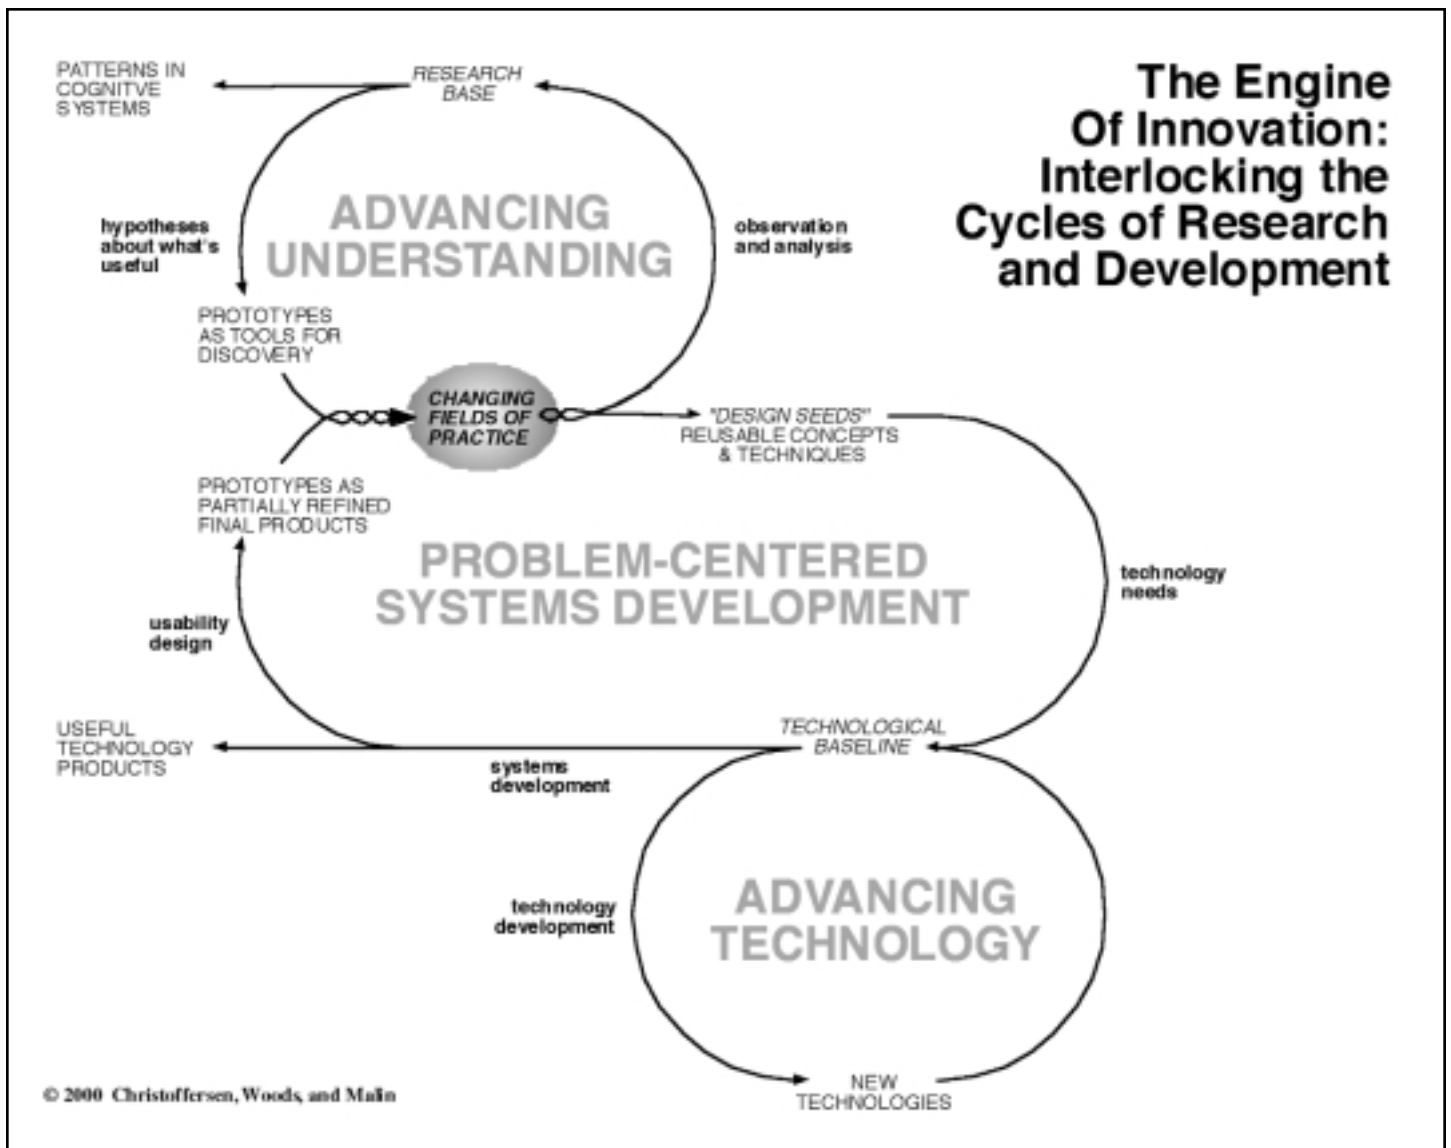 The Engine
Of Innovation:
Interlocking the
Cycles of Research
and Development
PATTERNS IN
COGNITVE
SYSTEMS
RESEARCH
BASE
ADVANCING
UNDERSTANDING
hypotheses
about what's
useful
observation
and analysis
PROTOTYPES
AS TOOLS FOR
DISCOVERY
CHANGING
FIELDS OF
PRACTICE
"DESIGN SEEDS"
REUSABLE CONCEPTS
& TECHNIQUES
PROTOTYPES AS
PARTIALLY REFINED
FINAL PRODUCTS
PROBLEM-CENTERED
SYSTEMS DEVELOPMENT
technology
needs
usability
design
USEFUL
TECHNOLOGY
PRODUCTS
systems
development
TECHNOLOGICAL
BASELINE
technology
development
ADVANCING
TECHNOLOGY
NEW
TECHNOLOGIES
© 2000 Christoffersen, Woods, and Malin